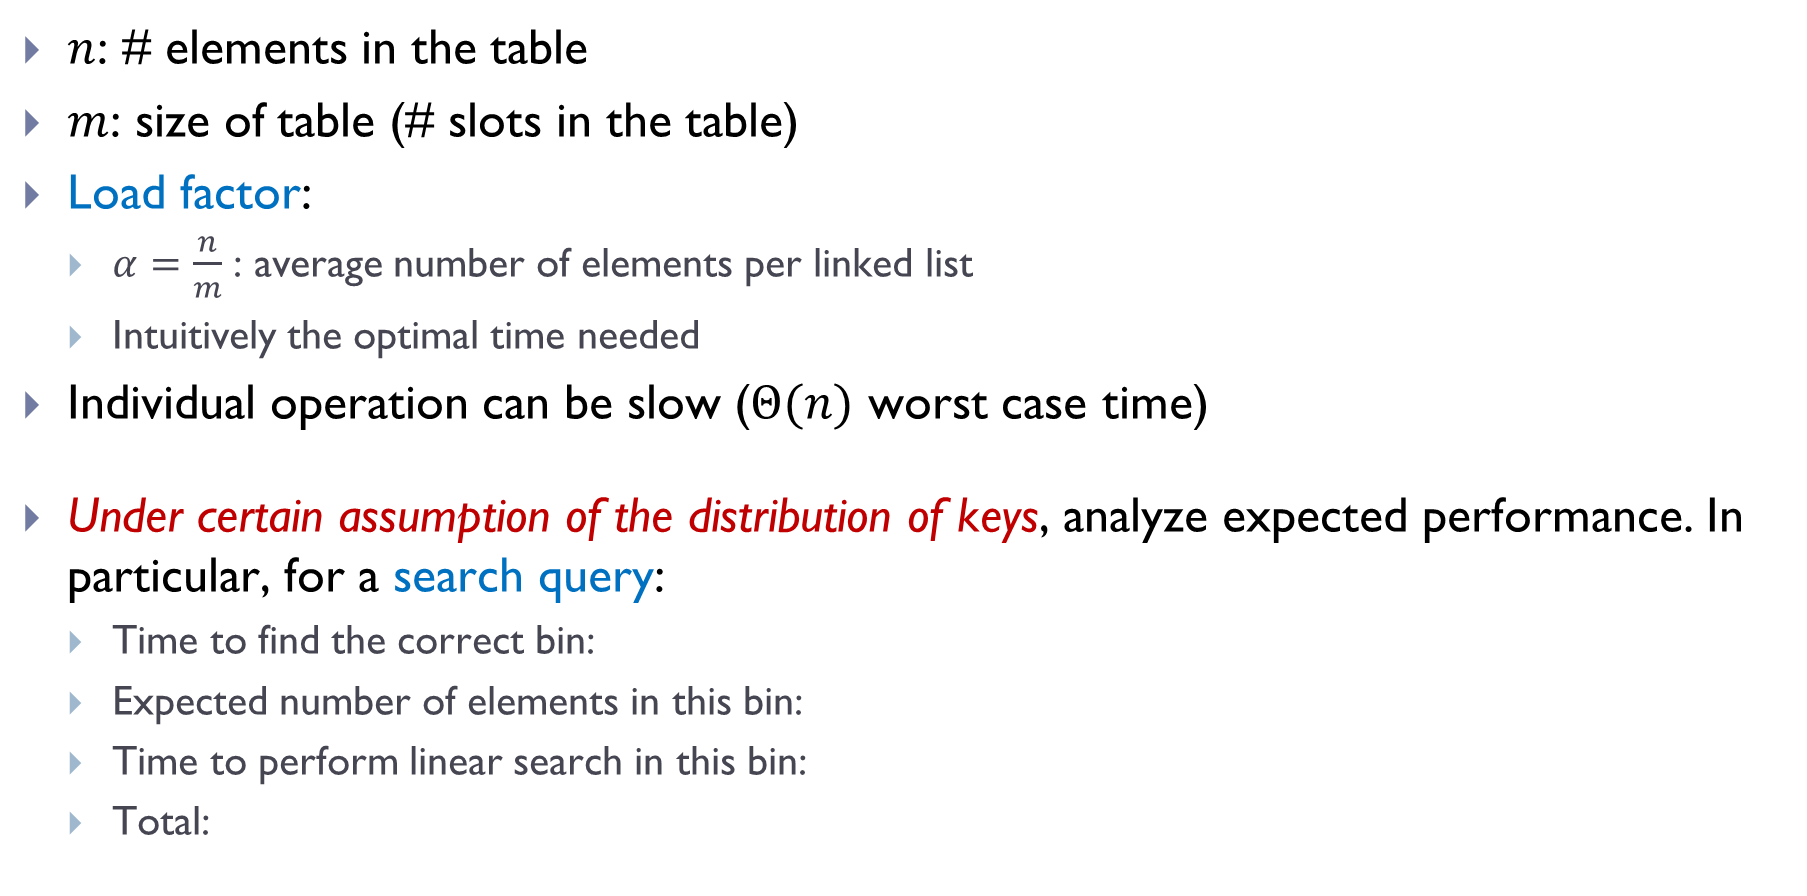 n: # elements in the table
m: size of table (# slots in the table)
Load factor:
α = n/m : average number of elements per linked list
Intuitively the optimal time needed
Individual operation can be slow (Θ(n) worst case time)
Under certain assumption of the distribution of keys, analyze expected performance. In
particular, for a search query:
Time to find the correct bin:
Expected number of elements in this bin:
Time to perform linear search in this bin:
Total: